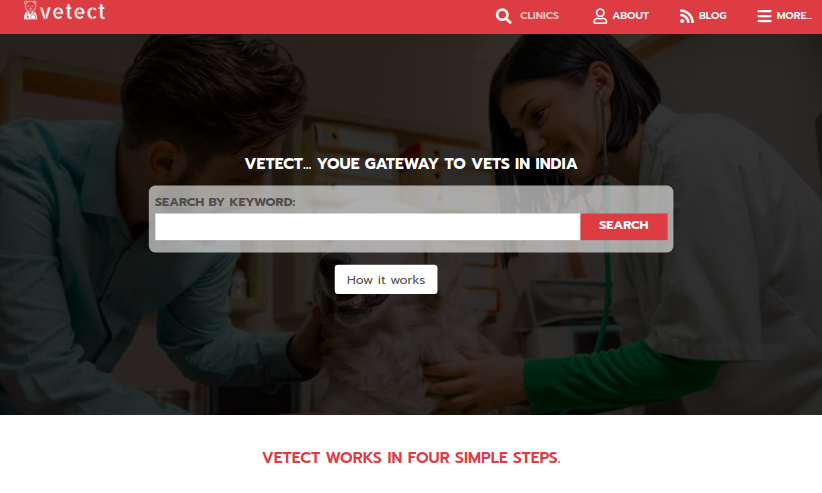 vetect
CLINICS
ABOUT
BLOG
MORE...
VETECT... YOUE GATEWAY TO VETS IN INDIA
SEARCH BY KEYWORD:
SEARCH
How it works
VETECT WORKS IN FOUR SIMPLE STEPS.